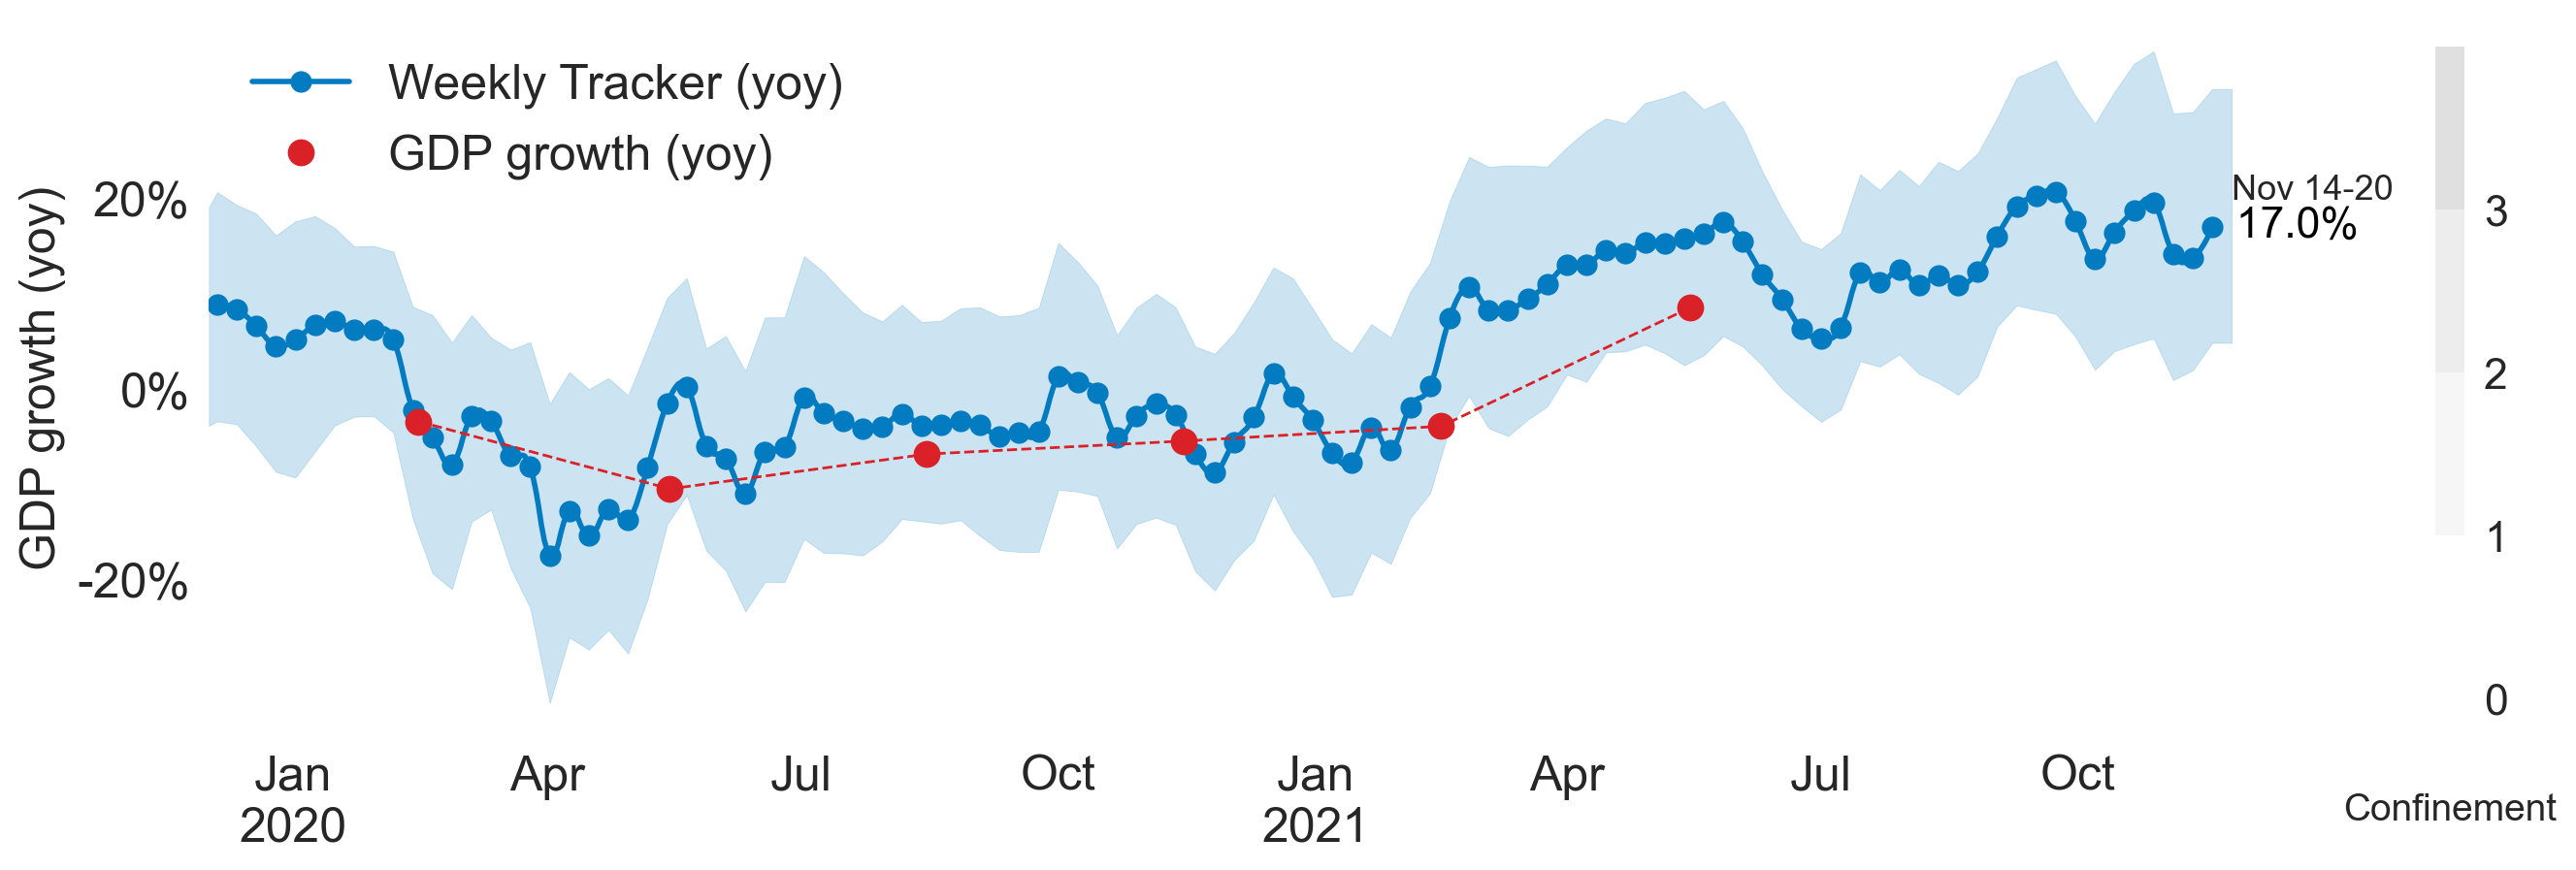 Weekly Tracker (yoy)
GDP growth (yoy)
GDP growth (yoy)
20%
0%
-20%
Nov 14-20
17.0%
3
2
1
0
Jan
2020
Apr
Jul
Oct
Jan
2021
Apr
Jul
Oct
Confinement